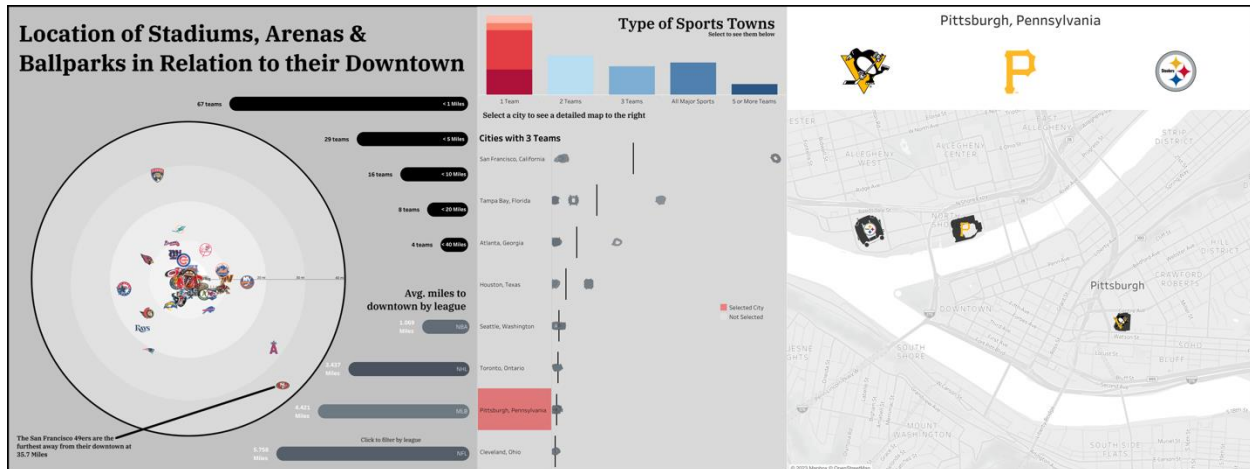 Location of Stadiums, Arenas &
Ballparks in Relation to their Downtown
67 teams
< 1 Miles
29 teams
< 5 Miles
16 teams
< 10 Miles
8 teams
< 20 Miles
4 teams
< 40 Miles
Rays
Avg. miles to
downtown by league
Miles
NBA
Miles
NHL
Miles
MLB
Click to filter by league
Miles
NFL
The San Francisco 49ers are the
furthest away from their downtown at
35.7 Miles
Type of Sports Towns
Select to see them below
1 Team
2 Teams
3 Teams
All Major Sports
5 or More Teams
Select a city to see a detailed map to the right
Cities with 3 Teams
San Francisco, California
Tampa Bay, Florida
Atlanta, Georgia
Houston, Texas
Seattle, Washington
Toronto, Ontario
Pittsburgh, Pennsylvania
Cleveland, Ohio
Selected City
Not Selected
Pittsburgh, Pennsylvania
P
Steelers
ALLEGHENY
WEST
ALLEGHENY
CENTER
EAST
ALLEGHENY
STRIP
DISTRICT
HILL
DISTRICT
CRAWFORD
ROBERTS
Pittsburgh
DOWNTOWN
SOUTH
SHORE
BLUFF
SOHO
MOUNT
WASHINGTON
SOUTH SIDE
FLATS